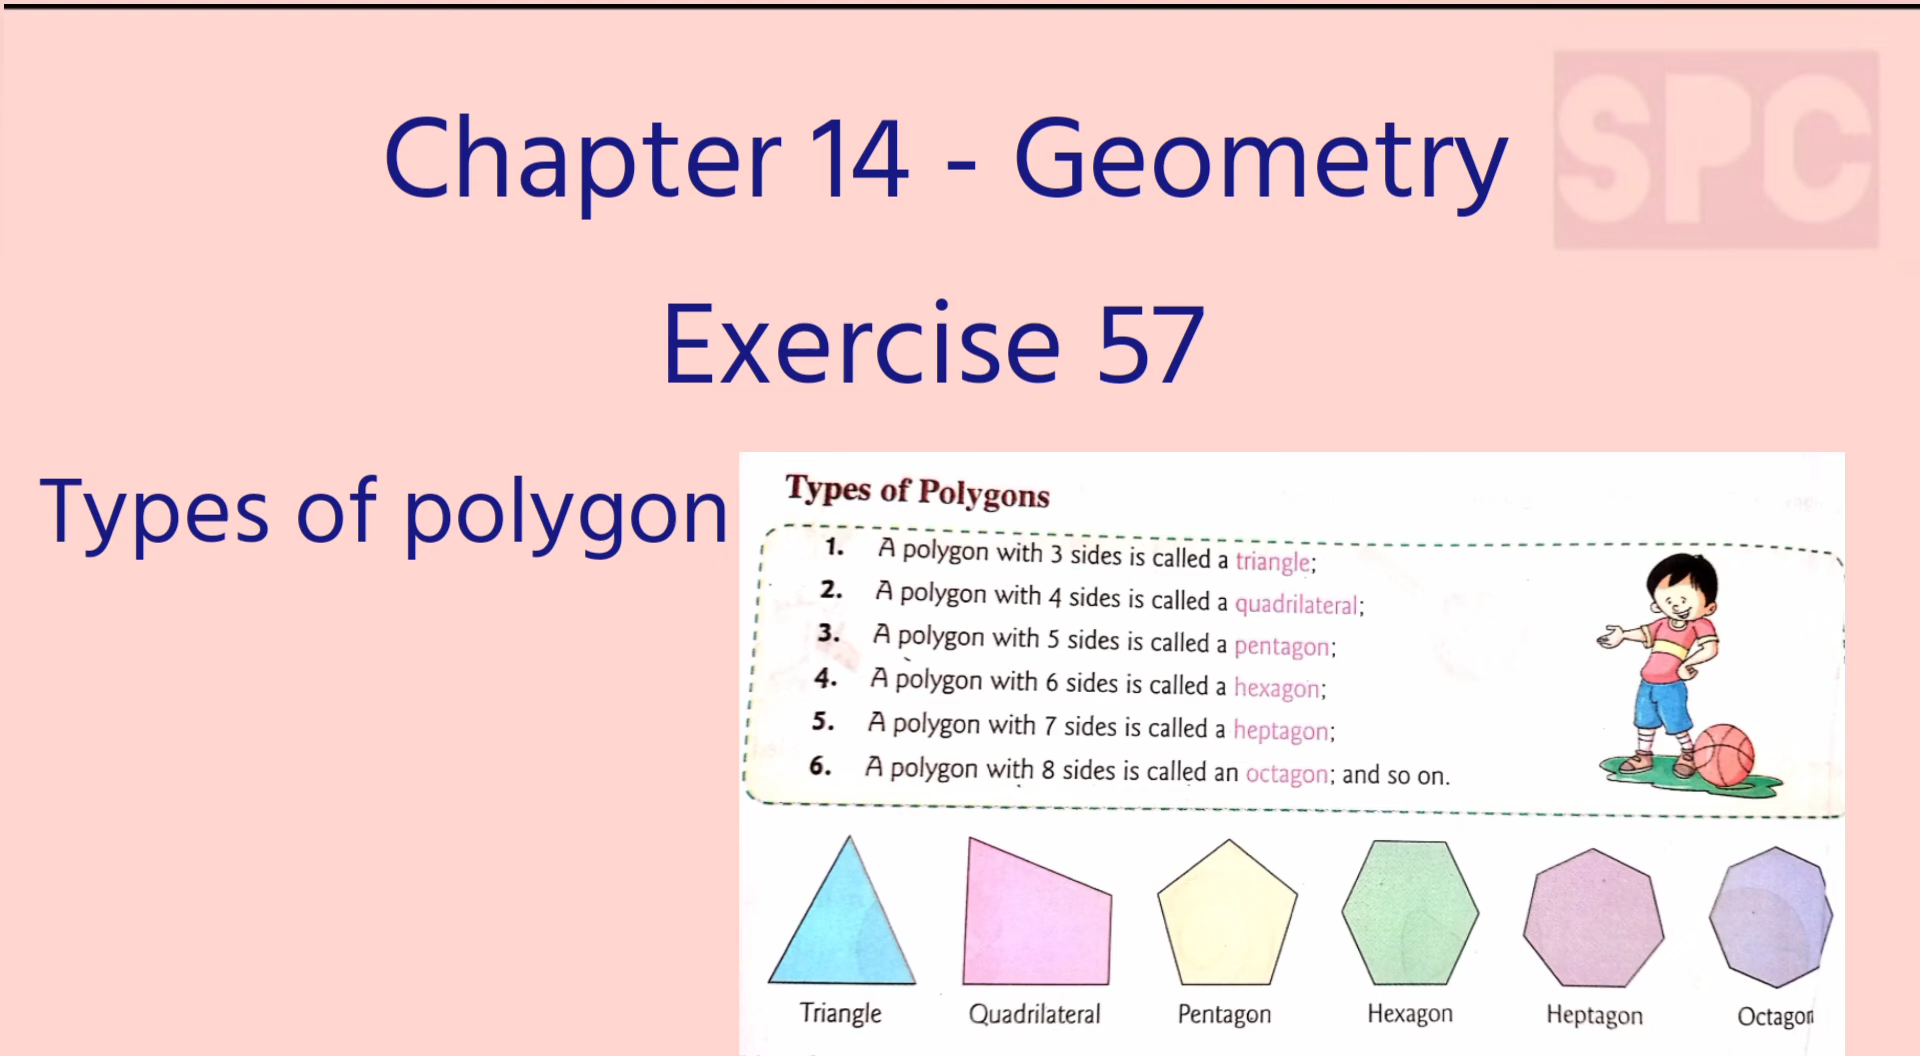 SPC
Chapter 14 - Geometry
Exercise 57
Types of polygon
Types of Polygons
1. A polygon with 3 sides is called a triangle;
2. A polygon with 4 sides is called a quadrilateral;
3. A polygon with 5 sides is called a pentagon;
4. A polygon with 6 sides is called a hexagon;
5. A polygon with 7 sides is called a heptagon;
6. A polygon with 8 sides is called an octagon; and so on.
Triangle Quadrilateral Pentagon Hexagon Heptagon Octagon